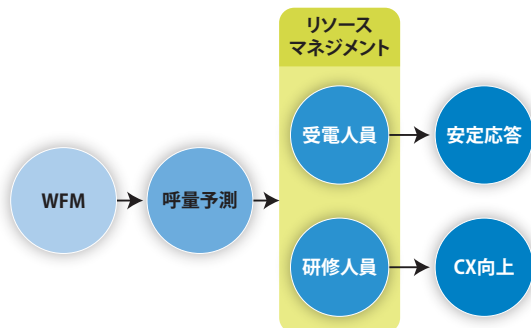 リソース
マネジメント
受電人員
安定応答
WFM
呼量予測
研修人員
CX向上